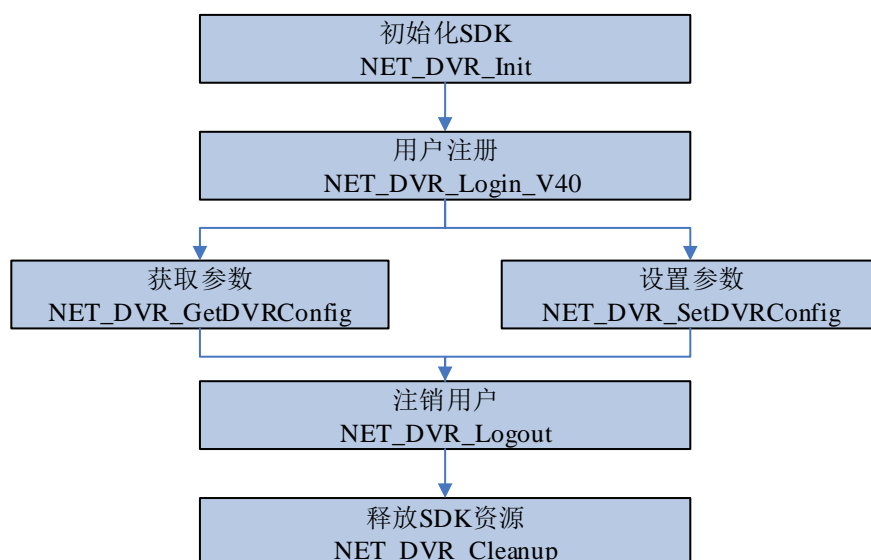 初始化SDK
NET_DVR_Init
用户注册
NET_DVR_Login_V40
获取参数
NET_DVR_GetDVRConfig
设置参数
NET_DVR_SetDVRConfig
注销用户
NET_DVR_Logout
释放SDK资源
NET_DVR_Cleanup